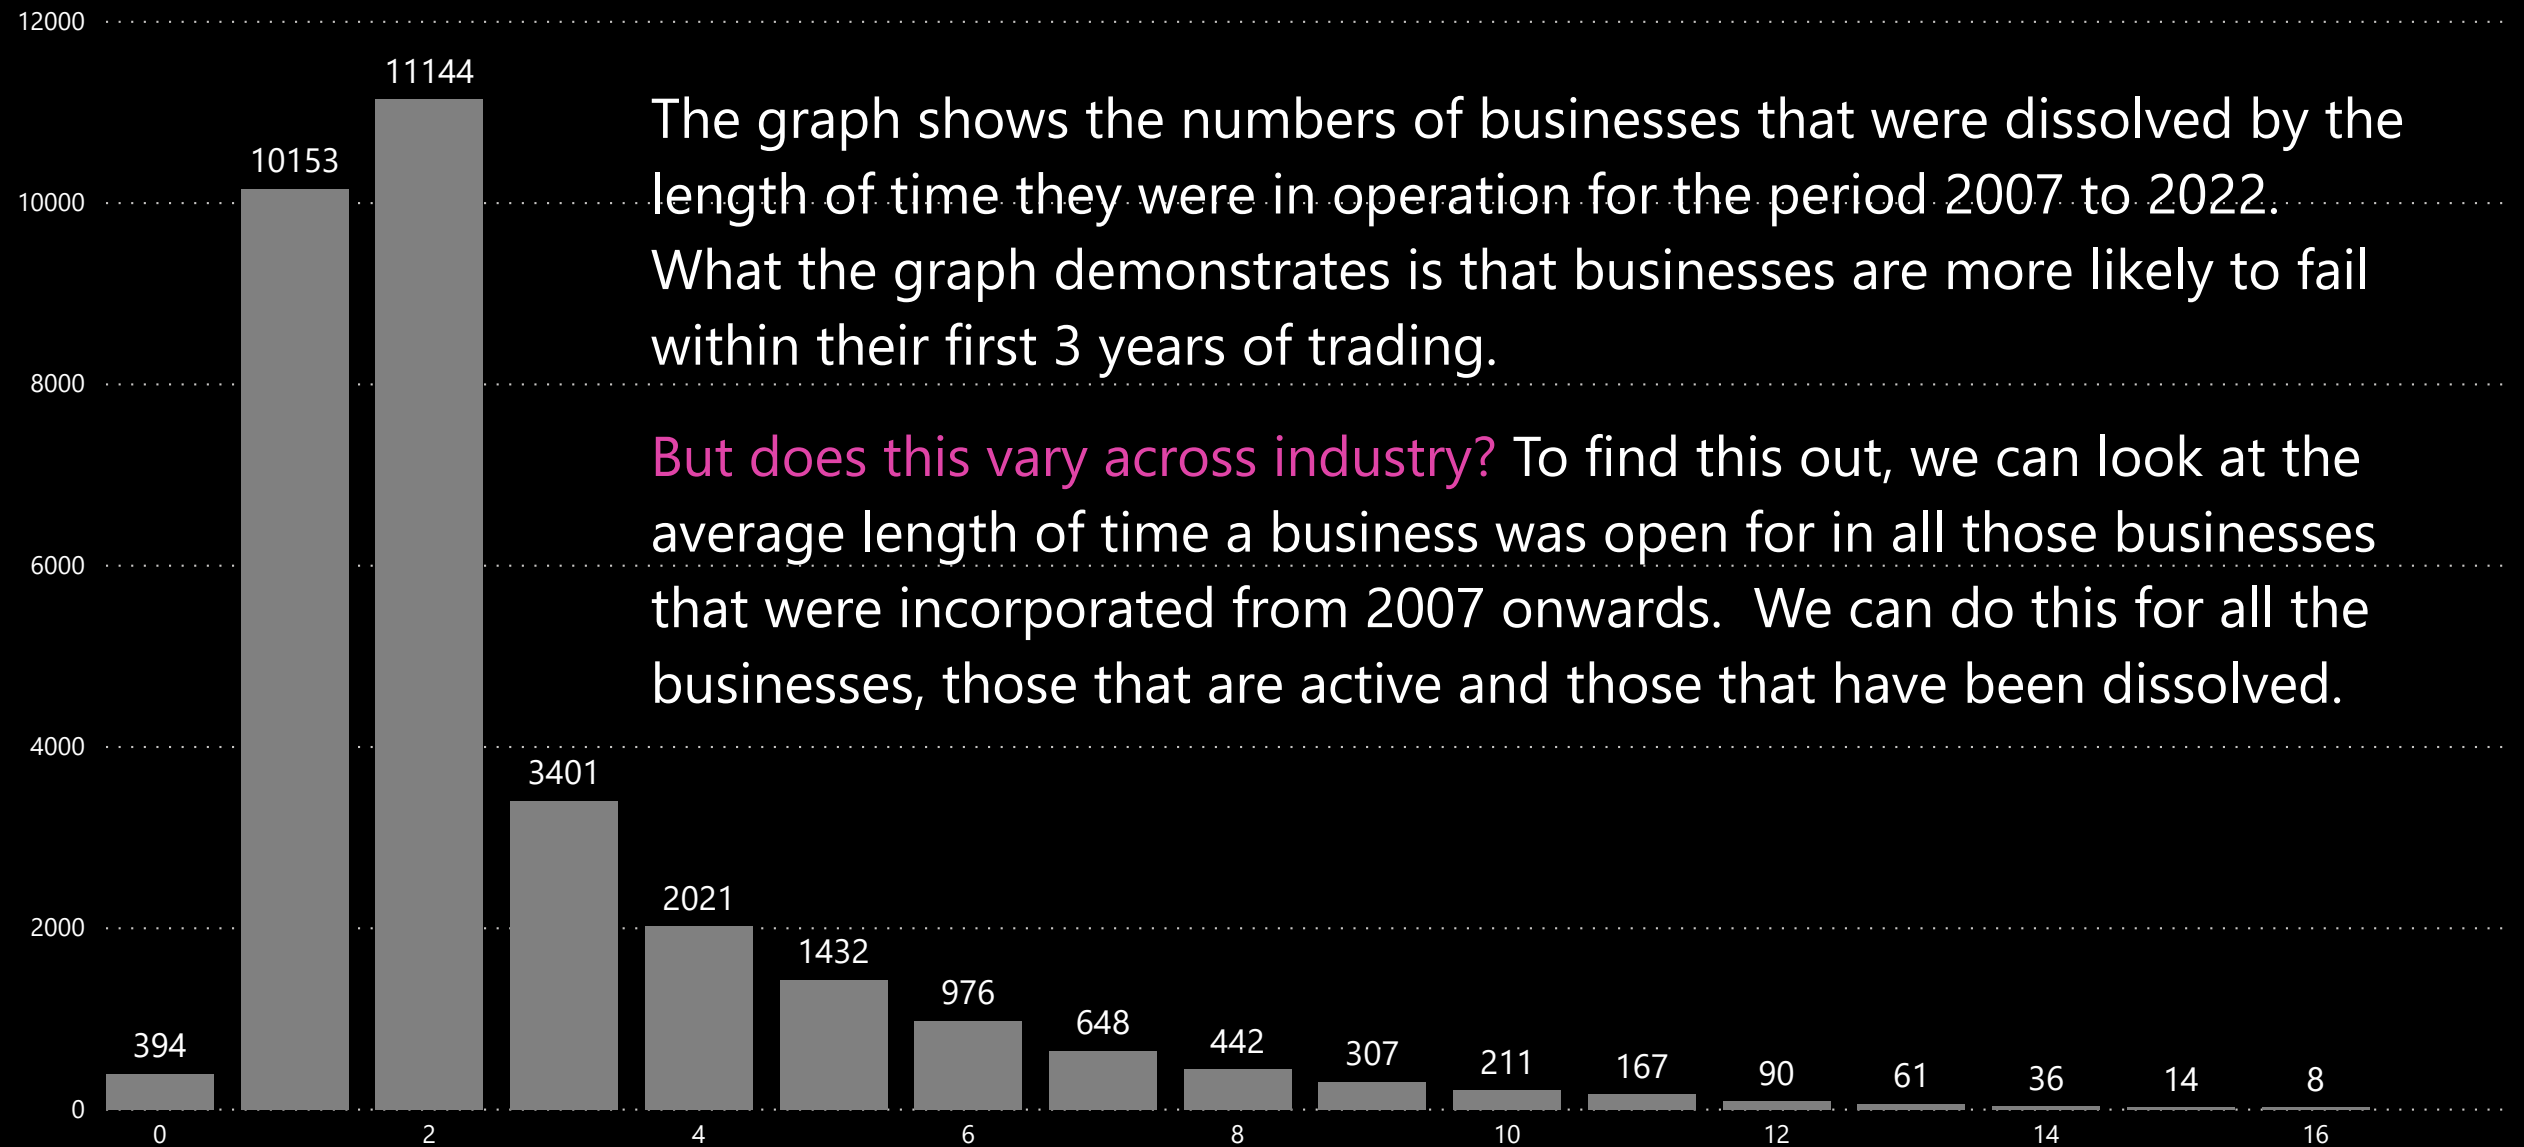 12000
11144
The graph shows the numbers of businesses that were dissolved by the
10153
length of time they were in operation for the period 2007 to 2022.
10000
What the graph demonstrates is that businesses are more likely to fail
within their first 3 years of trading.
8000
But does this vary across industry? To find this out, we can look at the
average length of time a business was open for in all those businesses
6000
that were incorporated from 2007 onwards.  We can do this for all the
businesses, those that are active and those that have been dissolved.
4000
3401
2021
2000
1432
976
648
394
442
307
211
167
90
61
36
14
8
0
0 2 4 6 8 10 12 14 16